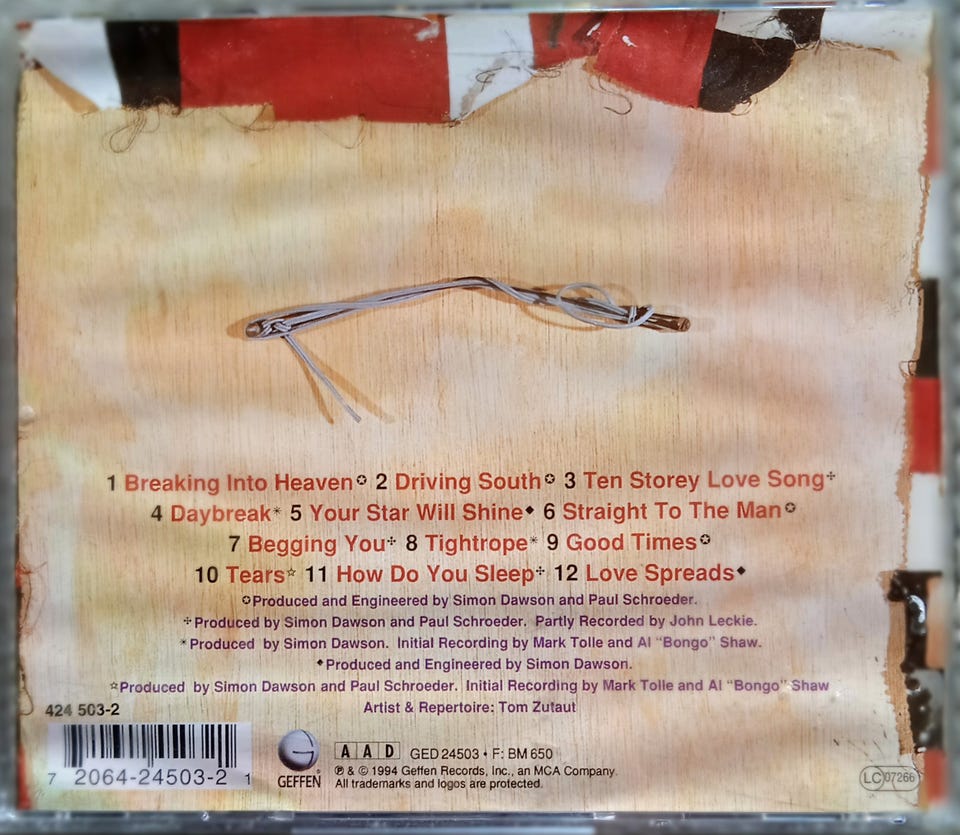 1 Breaking Into Heaven✪ 2 Driving South✪ 3 Ten Storey Love Song✣
4 Daybreak* 5 Your Star Will Shine◆ 6 Straight To The Man✪
7 Begging You✣ 8 Tightrope* 9 Good Times✪
10 Tears☆ 11 How Do You Sleep✣ 12 Love Spreads◆
✪Produced and Engineered by Simon Dawson and Paul Schroeder.
✣Produced by Simon Dawson and Paul Schroeder. Partly Recorded by John Leckie.
*Produced by Simon Dawson. Initial Recording by Mark Tolle and Al "Bongo" Shaw.
◆Produced and Engineered by Simon Dawson.
☆Produced by Simon Dawson and Paul Schroeder. Initial Recording by Mark Tolle and Al "Bongo" Shaw
Artist & Repertoire: Tom Zutaut
424 503-2
7 2064-24503-2 1
GEFFEN®
AAD GED 24503 • F: BM 650
℗ & © 1994 Geffen Records, Inc., an MCA Company.
All trademarks and logos are protected.
LC 07266